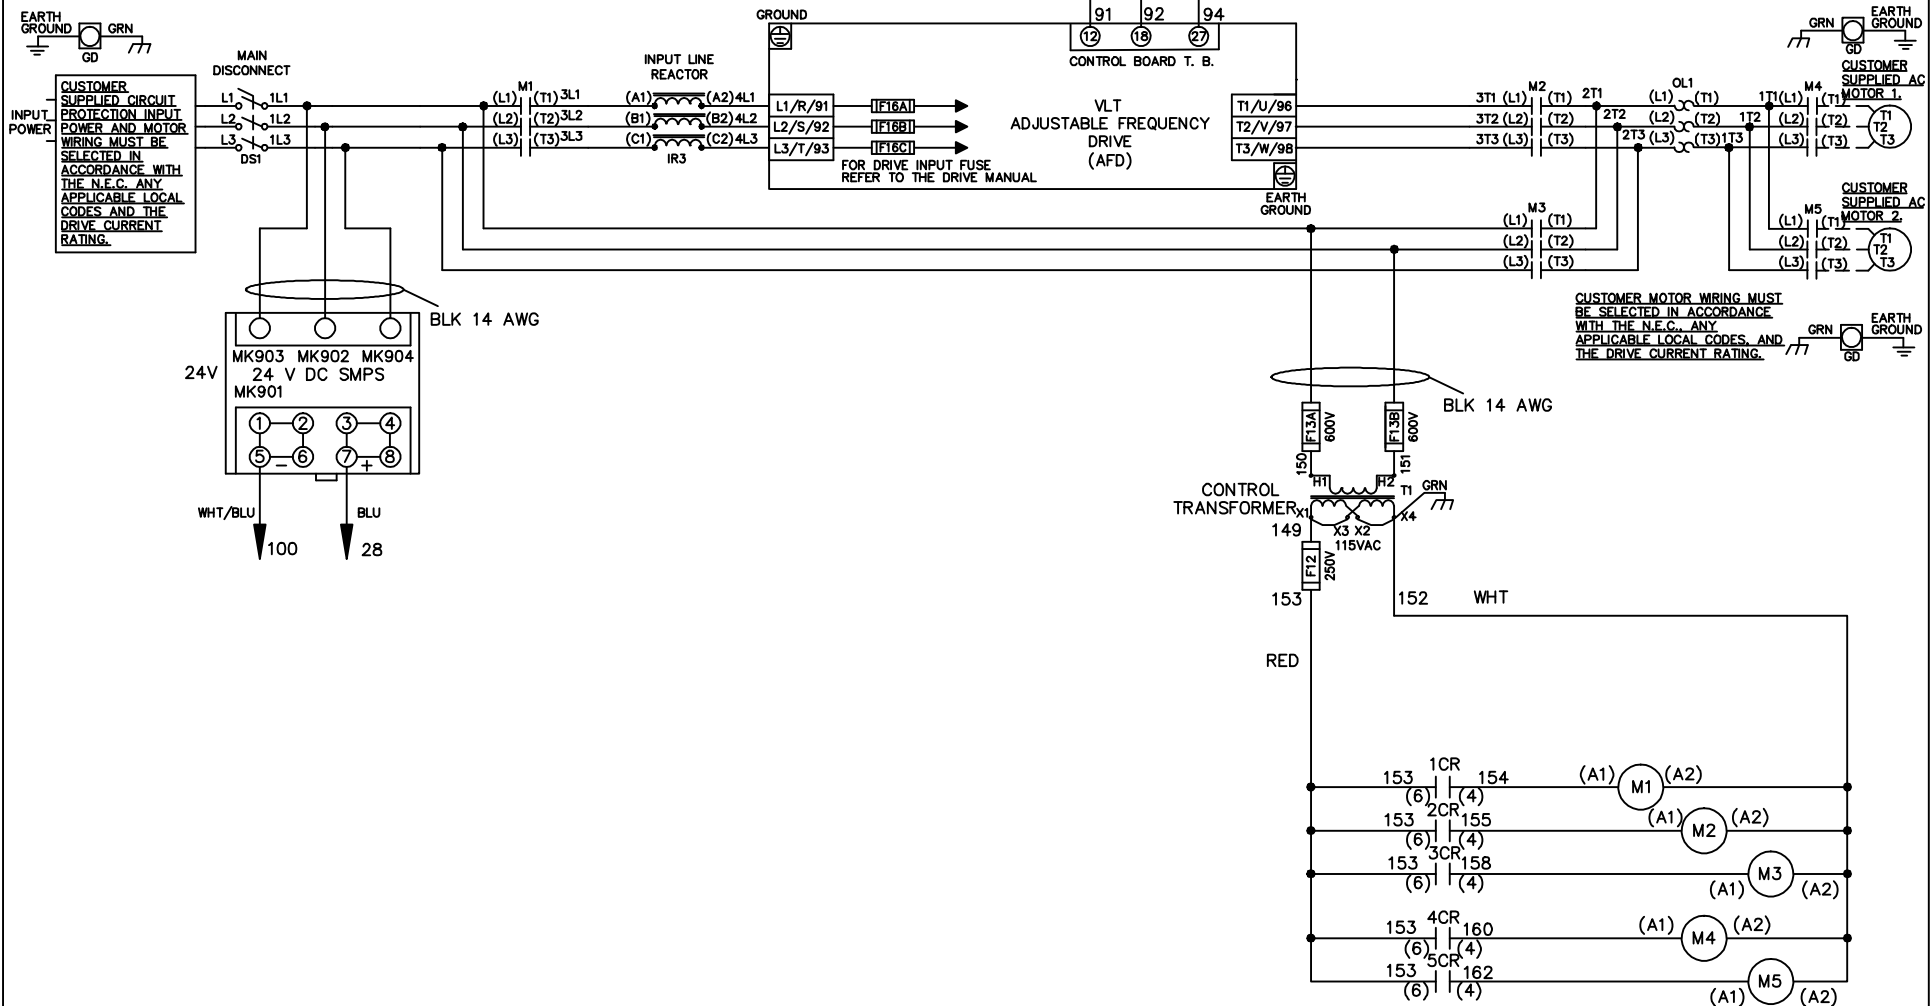 EARTH
GROUND
GRN
GD
GROUND
91
92
94
12
18
27
CONTROL BOARD T. B.
GRN
EARTH
GROUND
GD
INPUT
POWER
CUSTOMER
SUPPLIED CIRCUIT
PROTECTION INPUT
POWER AND MOTOR
WIRING MUST BE
SELECTED IN
ACCORDANCE WITH
THE N.E.C. ANY
APPLICABLE LOCAL
CODES AND THE
DRIVE CURRENT
RATING.
MAIN
DISCONNECT
L1 1L1
L2 1L2
L3 1L3
DS1
M1
(L1) (T1) 3L1
(L2) (T2) 3L2
(L3) (T3) 3L3
INPUT LINE
REACTOR
(A1) (A2) 4L1
(B1) (B2) 4L2
(C1) (C2) 4L3
IR3
L1/R/91
L2/S/92
L3/T/93
F16A
F16B
F16C
FOR DRIVE INPUT FUSE
REFER TO THE DRIVE MANUAL
VLT
ADJUSTABLE FREQUENCY
DRIVE
(AFD)
T1/U/96
T2/V/97
T3/W/98
EARTH
GROUND
M2
3T1 (L1) (T1) 2T1
3T2 (L2) (T2) 2T2
3T3 (L3) (T3) 2T3
OL1
(L1) (T1) 1T1
(L2) (T2) 1T2
(L3) (T3) 1T3
M4
(L1) (T1)
(L2) (T2)
(L3) (T3)
CUSTOMER
SUPPLIED AC
MOTOR 1.
T1
T2
T3
M3
(L1) (T1)
(L2) (T2)
(L3) (T3)
M5
(L1) (T1)
(L2) (T2)
(L3) (T3)
CUSTOMER
SUPPLIED AC
MOTOR 2.
T1
T2
T3
CUSTOMER MOTOR WIRING MUST
BE SELECTED IN ACCORDANCE
WITH THE N.E.C., ANY
APPLICABLE LOCAL CODES, AND
THE DRIVE CURRENT RATING.
GRN
EARTH
GROUND
GD
BLK 14 AWG
MK903 MK902 MK904
24V
24 V DC SMPS
MK901
1 2 3 4
5 - 6 7 + 8
WHT/BLU
BLU
100
28
BLK 14 AWG
F13A
600V
F13B
600V
150
151
H1
H2
T1
GRN
CONTROL
TRANSFORMER
X1
X3 X2
X4
115VAC
149
F12
250V
153
152
WHT
RED
1CR
153 154
(6) (4)
(A1) M1 (A2)
2CR
153 155
(6) (4)
(A1) M2 (A2)
3CR
153 158
(6) (4)
(A1) M3 (A2)
4CR
153 160
(6) (4)
(A1) M4 (A2)
5CR
153 162
(6) (4)
(A1) M5 (A2)